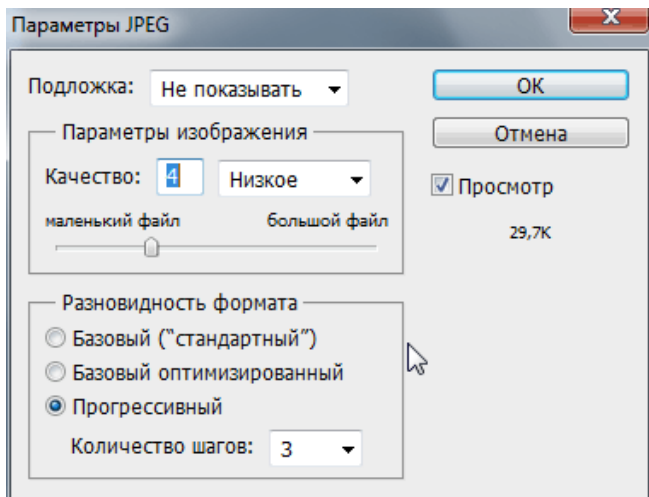 Параметры JPEG
Подложка: Не показывать
OK
Параметры изображения
Отмена
Качество: 4 Низкое
Просмотр
маленький файл большой файл
29,7K
Разновидность формата
Базовый ("стандартный")
Базовый оптимизированный
Прогрессивный
Количество шагов: 3